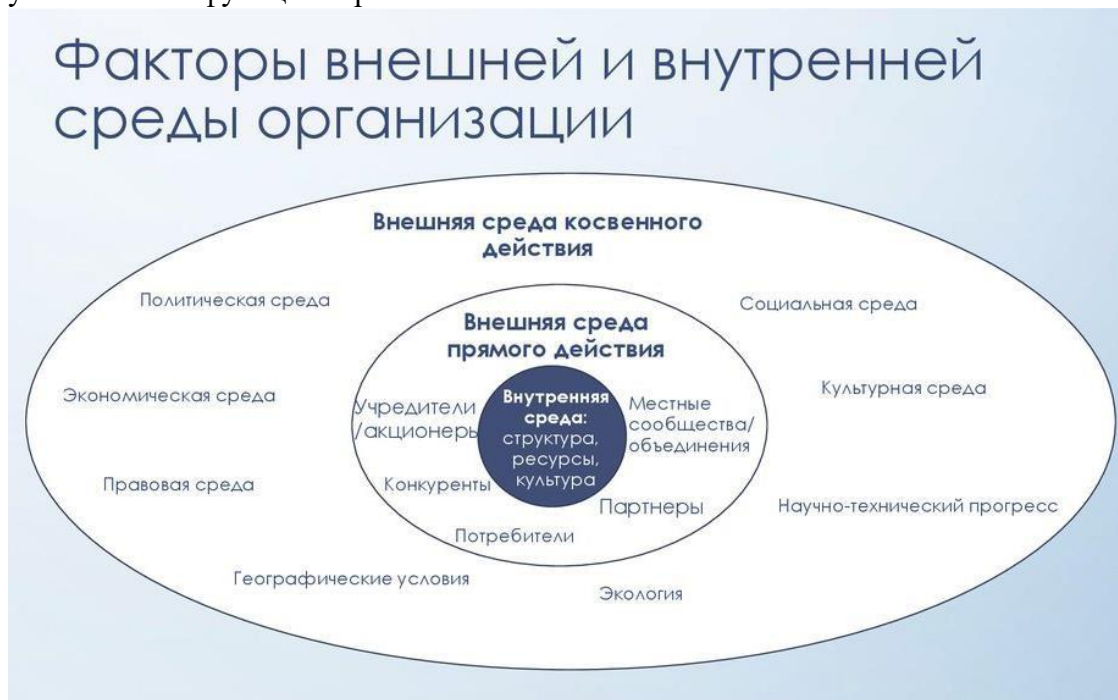 Факторы внешней и внутренней
среды организации
Внешняя среда косвенного
действия
Политическая среда
Социальная среда
Внешняя среда
прямого действия
Экономическая среда
Культурная среда
Учредители
/акционеры
Внутренняя
среда:
структура,
ресурсы,
культура
Местные
сообщества/
объединения
Правовая среда
Конкуренты
Партнеры
Научно-технический прогресс
Потребители
Географические условия
Экология